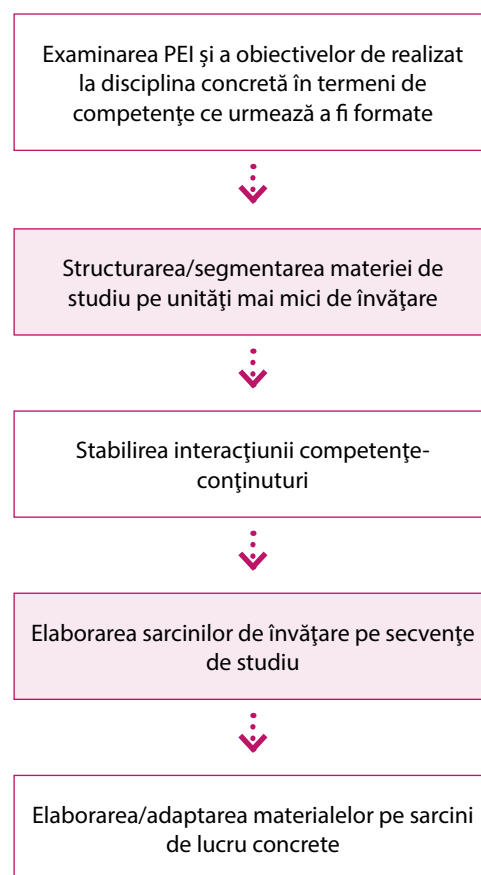 Examinarea PEI și a obiectivelor de realizat
la disciplina concretă în termeni de
competenţe ce urmează a fi formate
Structurarea/segmentarea materiei de
studiu pe unităţi mai mici de învăţare
Stabilirea interacţiunii competenţe-
conţinuturi
Elaborarea sarcinilor de învăţare pe secvenţe
de studiu
Elaborarea/adaptarea materialelor pe sarcini
de lucru concrete